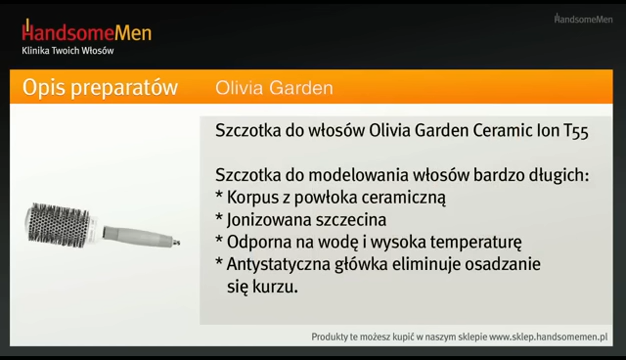 HandsomeMen
HandsomeMen
Klinika Twoich Włosów
Opis preparatów
Olivia Garden
Szczotka do włosów Olivia Garden Ceramic Ion T55
Szczotka do modelowania włosów bardzo długich:
* Korpus z powłoka ceramiczną
* Jonizowana szczecina
* Odporna na wodę i wysoka temperaturę
* Antystatyczna główka eliminuje osadzanie
się kurzu.
Produkty te możesz kupić w naszym sklepie www.sklep.handsomemen.pl